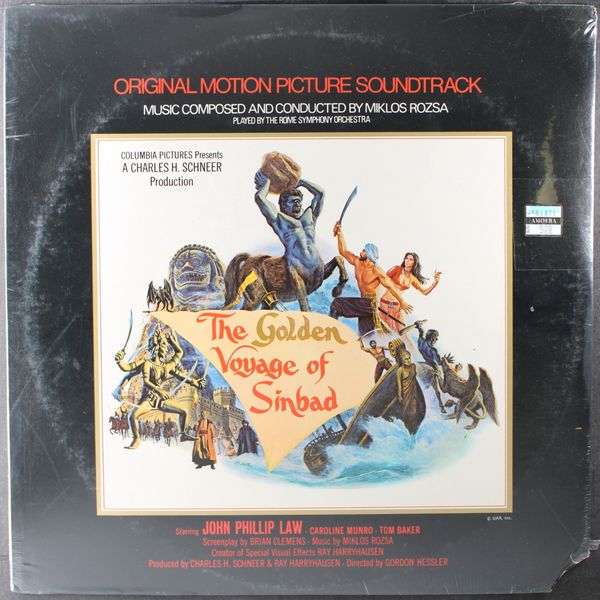 ORIGINAL MOTION PICTURE SOUNDTRACK
MUSIC COMPOSED AND CONDUCTED BY MIKLOS ROZSA
PLAYED BY THE ROME SYMPHONY ORCHESTRA
COLUMBIA PICTURES Presents
A CHARLES H. SCHNEER
Production
AMOEBA
The Golden
Voyage of
Sinbad
© UAR, Inc.
Starring JOHN PHILLIP LAW · CAROLINE MUNRO · TOM BAKER
Screenplay by BRIAN CLEMENS · Music by MIKLOS ROZSA
Creator of Special Visual Effects RAY HARRYHAUSEN
Produced by CHARLES H. SCHNEER & RAY HARRYHAUSEN · Directed by GORDON HESSLER